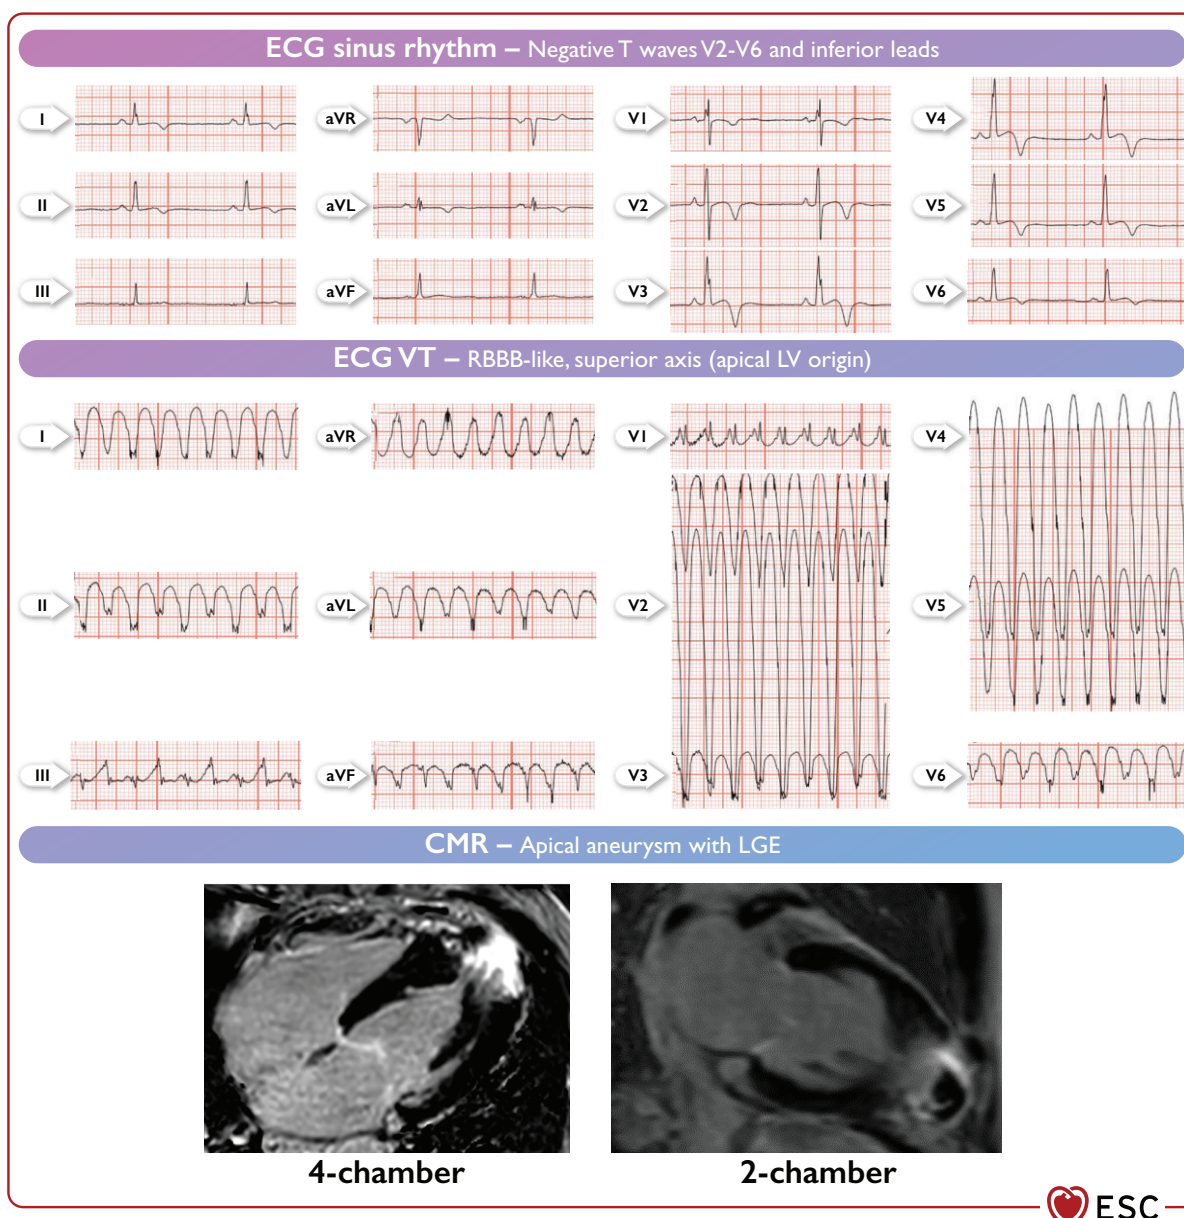 ECG sinus rhythm – Negative T waves V2-V6 and inferior leads
I aVR V1 V4
II aVL V2 V5
III aVF V3 V6
ECG VT – RBBB-like, superior axis (apical LV origin)
I aVR V1 V4
II aVL V2 V5
III aVF V3 V6
CMR – Apical aneurysm with LGE
4-chamber 2-chamber
ESC